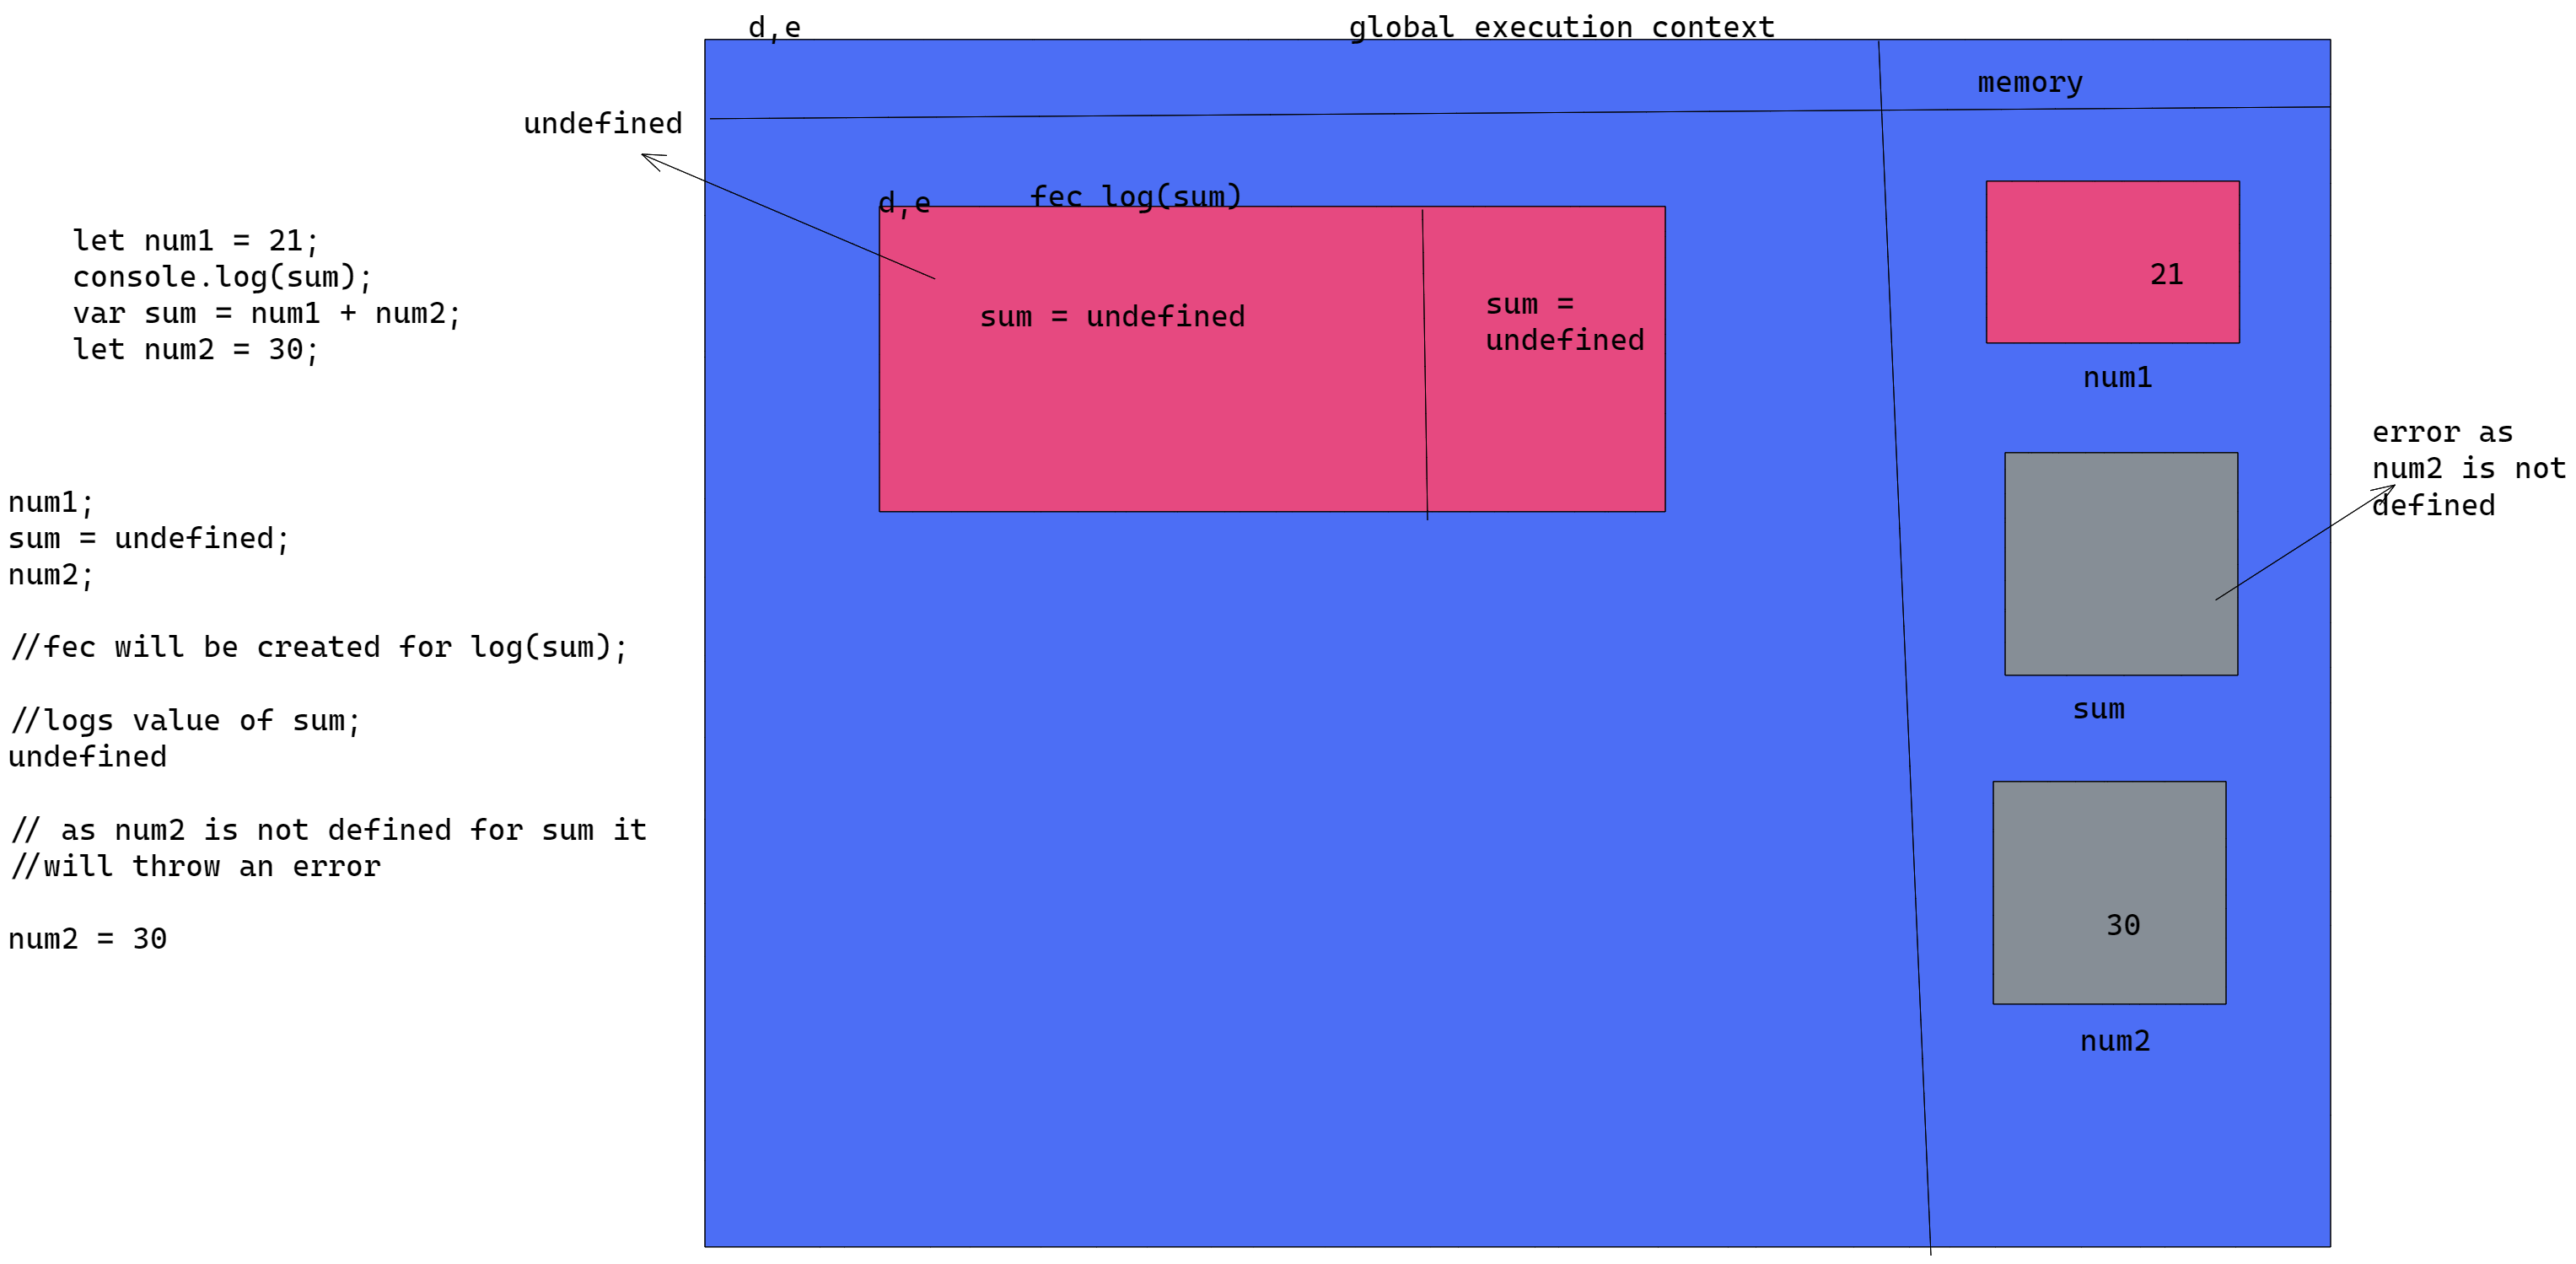 d,e
global execution context
memory
undefined
d,e
fec log(sum)
let num1 = 21;
console.log(sum);
var sum = num1 + num2;
let num2 = 30;
sum = undefined
sum =
undefined
21
num1
error as
num2 is not
defined
num1;
sum = undefined;
num2;
//fec will be created for log(sum);
//logs value of sum;
undefined
// as num2 is not defined for sum it
//will throw an error
num2 = 30
sum
30
num2